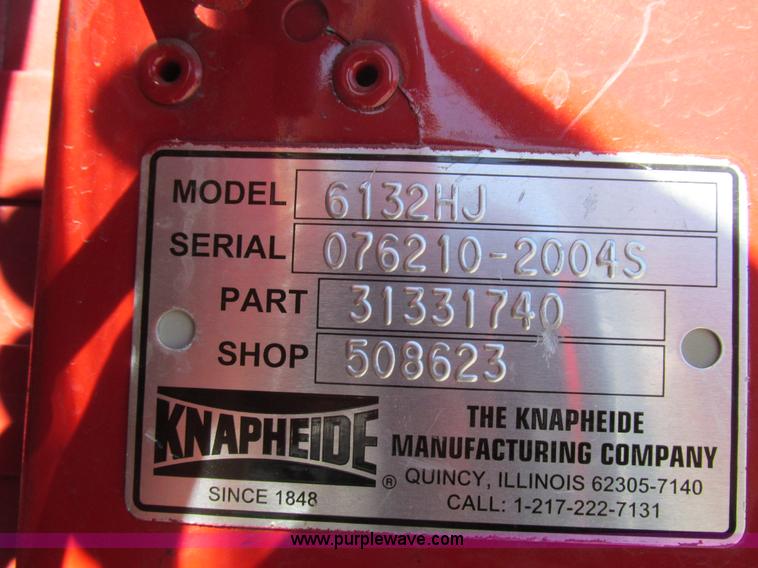 MODEL 6132HJ
SERIAL 076210-2004S
PART 31331740
SHOP 508623
KNAPHEIDE ®
SINCE 1848
THE KNAPHEIDE
MANUFACTURING COMPANY
QUINCY, ILLINOIS 62305-7140
CALL: 1-217-222-7131
www.purplewave.com